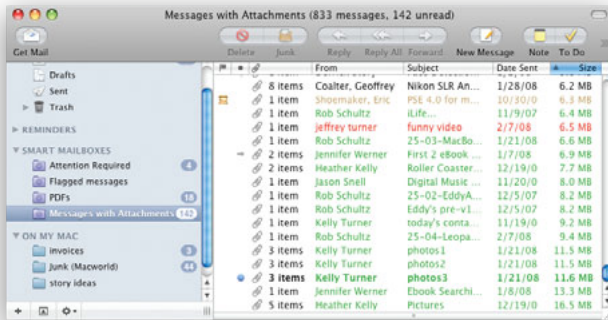 Messages with Attachments (833 messages, 142 unread)
Get Mail Delete Junk Reply Reply All Forward New Message Note To Do
From Subject Date Sent Size
Drafts
Sent
Trash
REMINDERS
SMART MAILBOXES
Attention Required 4
Flagged messages
PDFs 18
Messages with Attachments 142
ON MY MAC
invoices 3
Junk (Macworld) 44
story ideas
8 items Coalter, Geoffrey Nikon SLR An... 1/28/08 6.2 MB
1 item Shoemaker, Eric PSE 4.0 for m... 10/30/0 6.3 MB
1 item Rob Schultz iLife... 11/9/07 6.4 MB
1 item jeffrey turner funny video 2/7/08 6.5 MB
1 item Rob Schultz 25-03-MacBo... 1/21/08 6.6 MB
2 items Jennifer Werner First 2 eBook ... 1/7/08 6.9 MB
2 items Heather Kelly Roller Coaster... 12/19/0 7.7 MB
1 item Jason Snell Digital Music ... 11/20/0 8.0 MB
1 item Rob Schultz 25-02-EddyA... 12/5/07 8.2 MB
1 item Rob Schultz Eddy's pre-v1... 12/5/07 8.2 MB
1 item Kelly Turner today's conta... 11/19/0 9.2 MB
1 item Rob Schultz 25-04-Leopa... 2/7/08 9.4 MB
3 items Kelly Turner photos1 1/21/08 11.5 MB
3 items Kelly Turner photos2 1/21/08 11.5 MB
3 items Kelly Turner photos3 1/21/08 11.6 MB
1 item Jennifer Werner Ebook Searchi... 1/8/08 13.3 MB
5 items Heather Kelly Pictures 12/19/0 16.5 MB